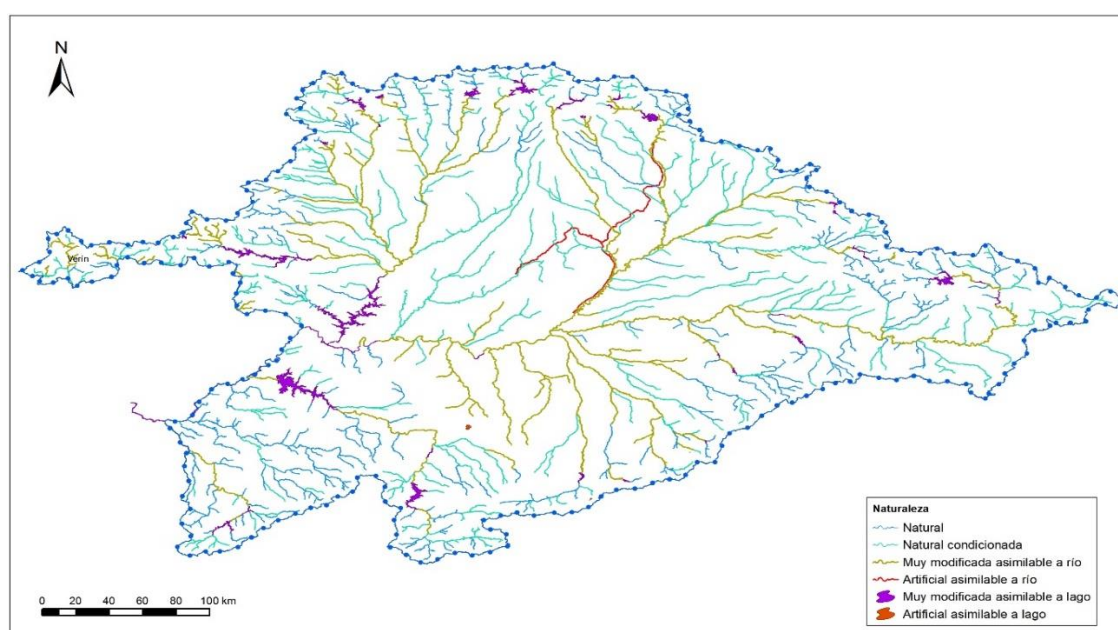 N
Verín
Naturaleza
Natural
Natural condicionada
Muy modificada asimilable a río
Artificial asimilable a río
Muy modificada asimilable a lago
Artificial asimilable a lago
0 20 40 60 80 100 km